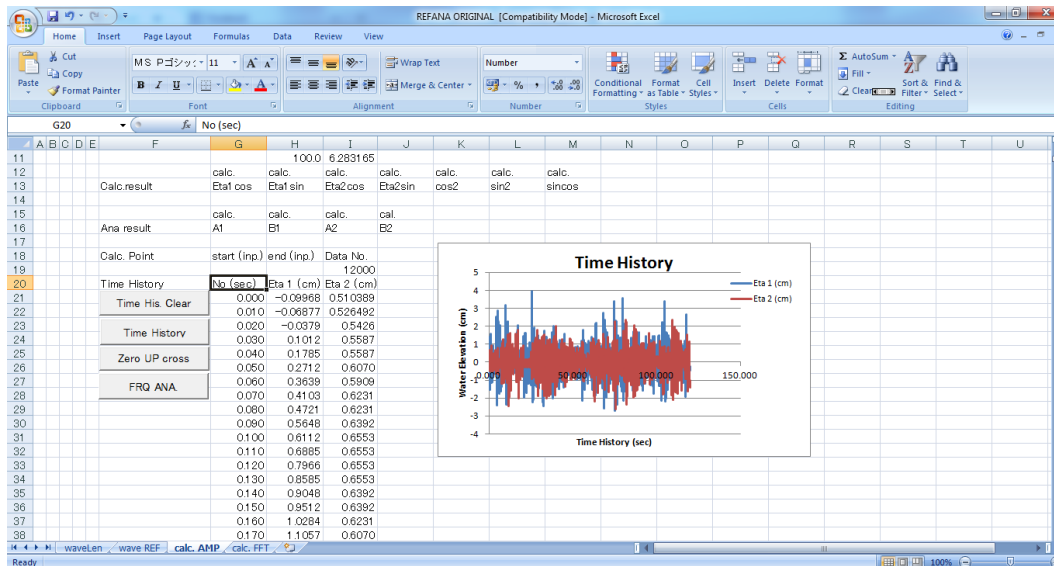 REFANA ORIGINAL [Compatibility Mode] - Microsoft Excel
Home Insert Page Layout Formulas Data Review View
Paste
Cut
Copy
Format Painter
Clipboard
MS Pゴシック 11 A A
B I U A
Font
Wrap Text
Merge & Center
Alignment
Number
% ,
Number
Conditional Formatting
Format as Table
Cell Styles
Styles
Insert Delete Format
Cells
Σ AutoSum
Fill
Clear
Sort & Filter
Find & Select
Editing
G20 fx No (sec)
A B C D E F G H I J K L M N O P Q R S T U
11 100.0 6.283165
12 calc. calc. calc. calc. calc. calc. calc.
13 Calc.result Eta1 cos Eta1 sin Eta2cos Eta2sin cos2 sin2 sincos
14
15 calc. calc. calc. cal.
16 Ana result A1 B1 A2 B2
17
18 Calc. Point start (inp.) end (inp.) Data No.
19 12000
20 Time History No (sec) Eta 1 (cm) Eta 2 (cm)
21 Time His. Clear 0.000 -0.09968 0.510389
22 0.010 -0.06877 0.526492
23 Time History 0.020 -0.0379 0.5426
24 0.030 0.1012 0.5587
25 Zero UP cross 0.040 0.1785 0.5587
26 0.050 0.2712 0.6070
27 FRQ ANA. 0.060 0.3639 0.5909
28 0.070 0.4103 0.6231
29 0.080 0.4721 0.6231
30 0.090 0.5648 0.6392
31 0.100 0.6112 0.6553
32 0.110 0.6885 0.6553
33 0.120 0.7966 0.6553
34 0.130 0.8585 0.6553
35 0.140 0.9048 0.6392
36 0.150 0.9512 0.6392
37 0.160 1.0284 0.6231
38 0.170 1.1057 0.6070
Time History
5
4
3
2
1
0
-1
-2
-3
-4
Water Elevation (cm)
0.000 50.000 100.000 150.000
Time History (sec)
Eta 1 (cm)
Eta 2 (cm)
waveLen wave REF calc. AMP calc. FFT
Ready 100%